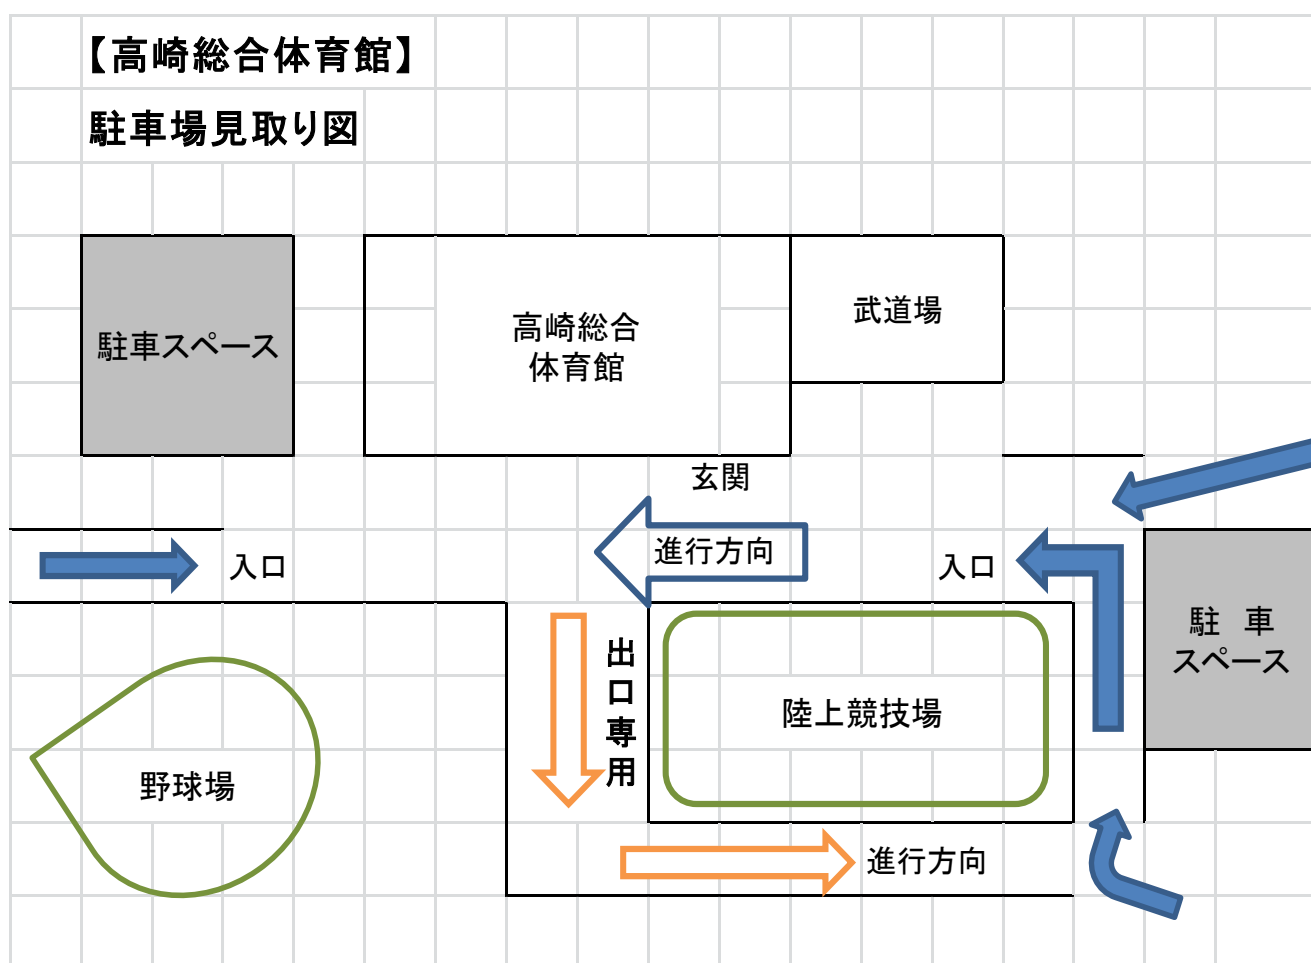 【高崎総合体育館】
駐車場見取り図
駐車スペース
高崎総合
体育館
武道場
玄関
進行方向
入口
入口
出口専用
駐　車
スペース
陸上競技場
野球場
進行方向